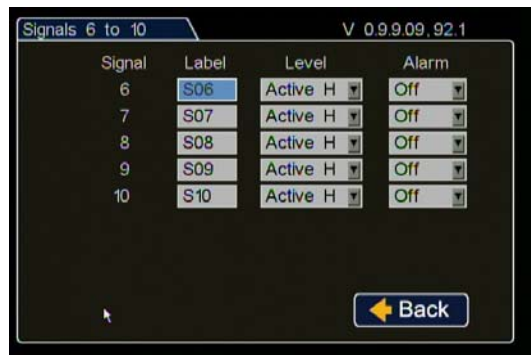 Signals 6 to 10 V 0.9.9.09, 92.1
Signal Label Level Alarm
6 S06 Active H Off
7 S07 Active H Off
8 S08 Active H Off
9 S09 Active H Off
10 S10 Active H Off
Back